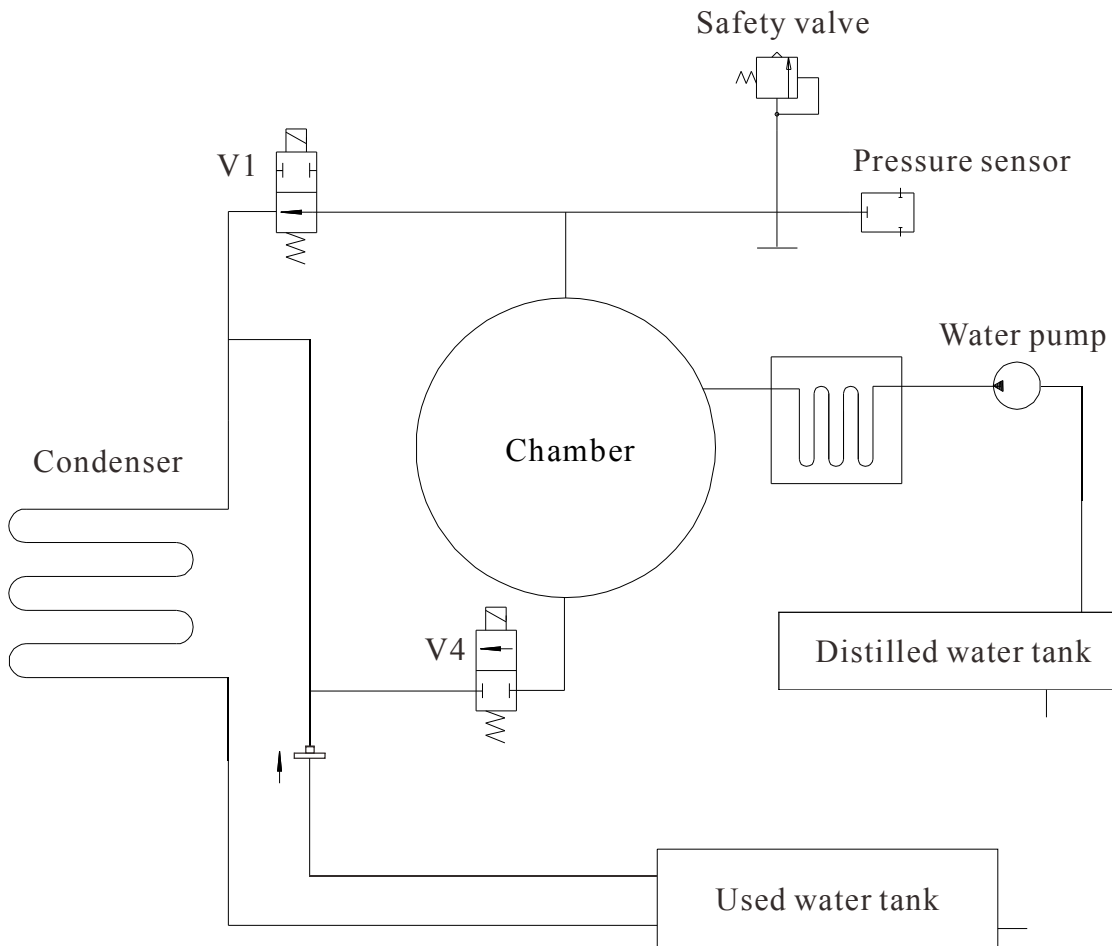 Safety valve
V1
Pressure sensor
Water pump
Chamber
Condenser
V4
Distilled water tank
Used water tank